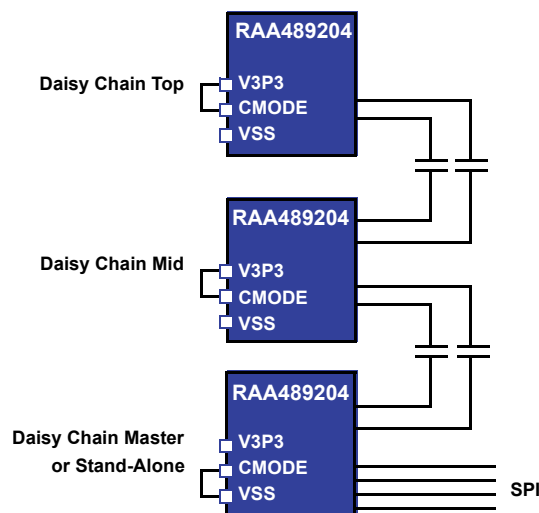 RAA489204
Daisy Chain Top
V3P3
CMODE
VSS
RAA489204
Daisy Chain Mid
V3P3
CMODE
VSS
RAA489204
Daisy Chain Master
or Stand-Alone
V3P3
CMODE
VSS
SPI